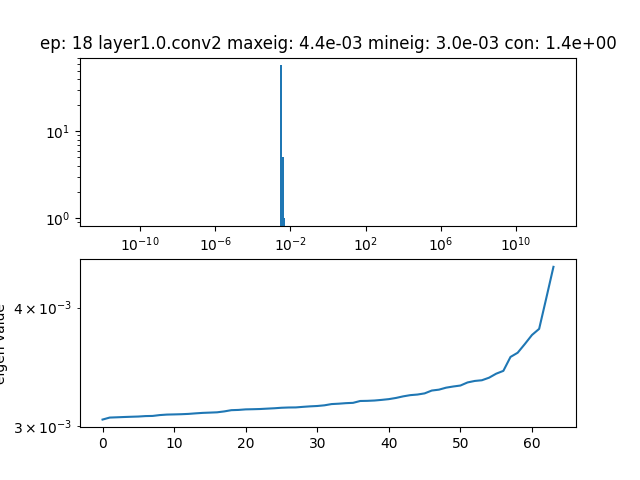 ep: 18 layer1.0.conv2 maxeig: 4.4e-03 mineig: 3.0e-03 con: 1.4e+00
10¹
10⁰
10⁻¹⁰ 10⁻⁶ 10⁻² 10² 10⁶ 10¹⁰
eigen value
4 × 10⁻³
3 × 10⁻³
0 10 20 30 40 50 60